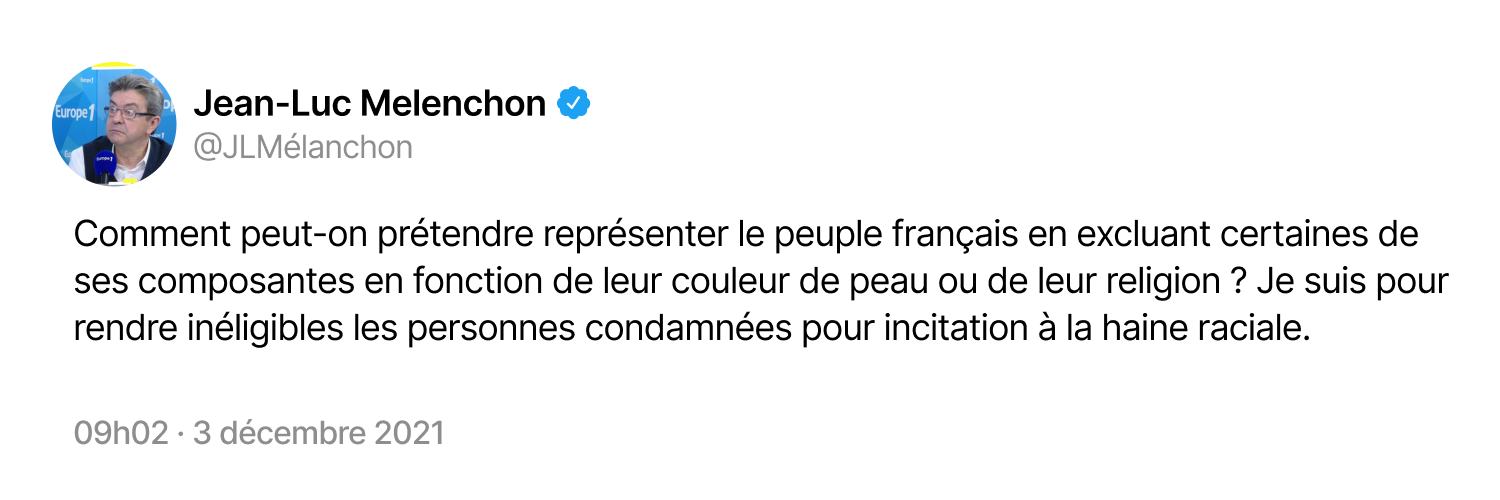 Europe1
Jean-Luc Melenchon
@JLMélanchon
Comment peut-on prétendre représenter le peuple français en excluant certaines de
ses composantes en fonction de leur couleur de peau ou de leur religion ? Je suis pour
rendre inéligibles les personnes condamnées pour incitation à la haine raciale.
09h02 · 3 décembre 2021